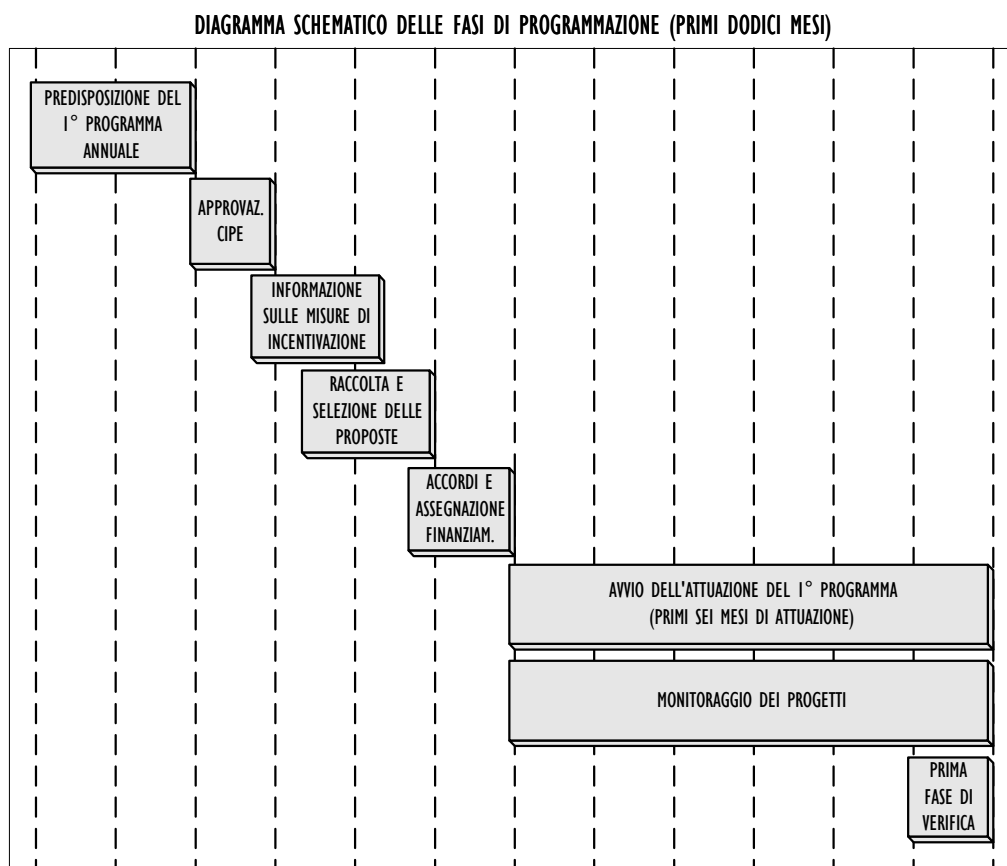 DIAGRAMMA SCHEMATICO DELLE FASI DI PROGRAMMAZIONE (PRIMI DODICI MESI)
PREDISPOSIZIONE DEL
I° PROGRAMMA
ANNUALE
APPROVAZ.
CIPE
INFORMAZIONE
SULLE MISURE DI
INCENTIVAZIONE
RACCOLTA E
SELEZIONE DELLE
PROPOSTE
ACCORDI E
ASSEGNAZIONE
FINANZIAM.
AVVIO DELL'ATTUAZIONE DEL I° PROGRAMMA
(PRIMI SEI MESI DI ATTUAZIONE)
MONITORAGGIO DEI PROGETTI
PRIMA
FASE DI
VERIFICA